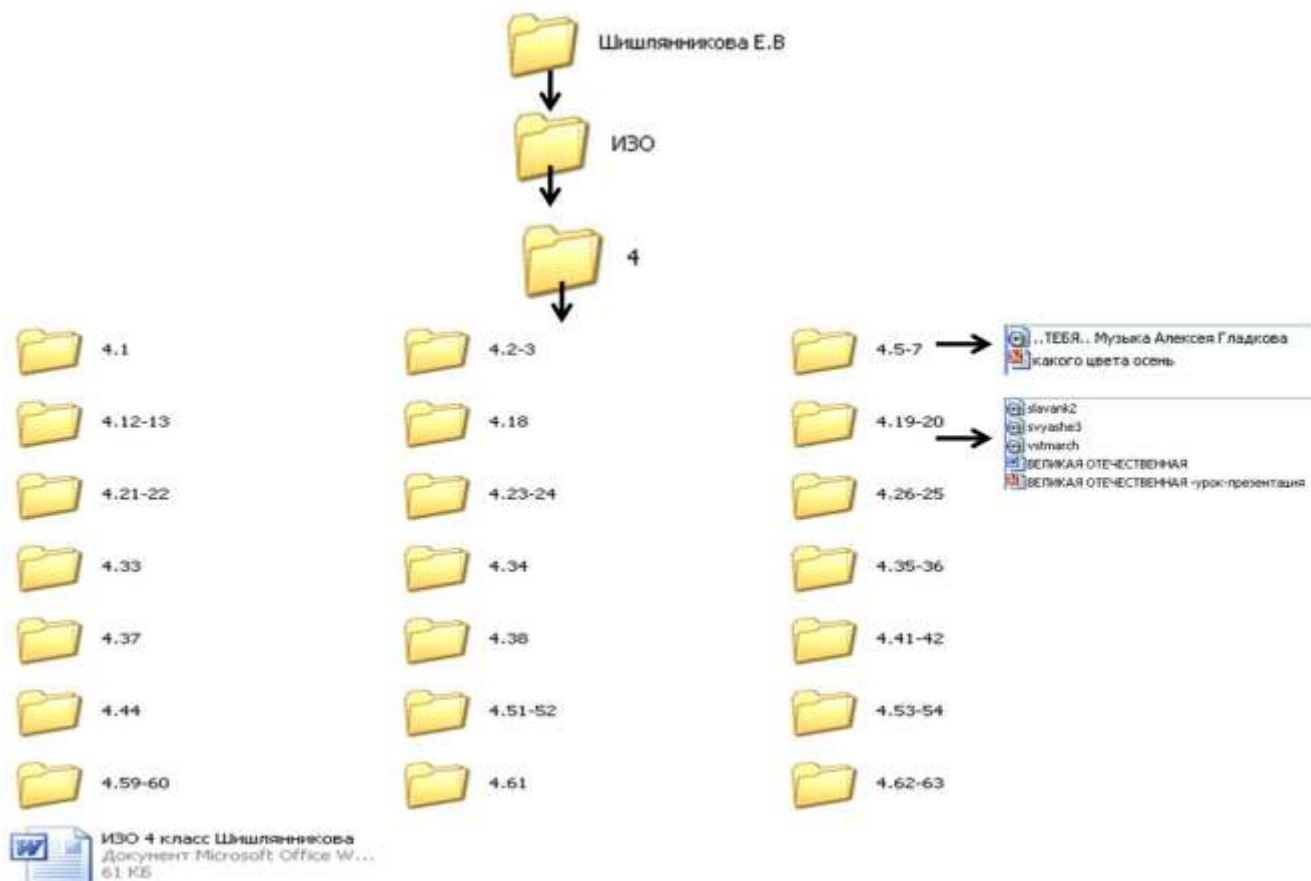 Шишлянникова Е.В
ИЗО
4
4.1
4.2-3
4.5-7
..ТЕБЯ.. Музыка Алексея Гладкова
какого цвета осень
4.12-13
4.18
4.19-20
slavank2
svyashe3
vstmarch
ВЕЛИКАЯ ОТЕЧЕСТВЕННАЯ
ВЕЛИКАЯ ОТЕЧЕСТВЕННАЯ -урок-презентация
4.21-22
4.23-24
4.26-25
4.33
4.34
4.35-36
4.37
4.38
4.41-42
4.44
4.51-52
4.53-54
4.59-60
4.61
4.62-63
ИЗО 4 класс Шишлянникова
Документ Microsoft Office W...
61 КБ